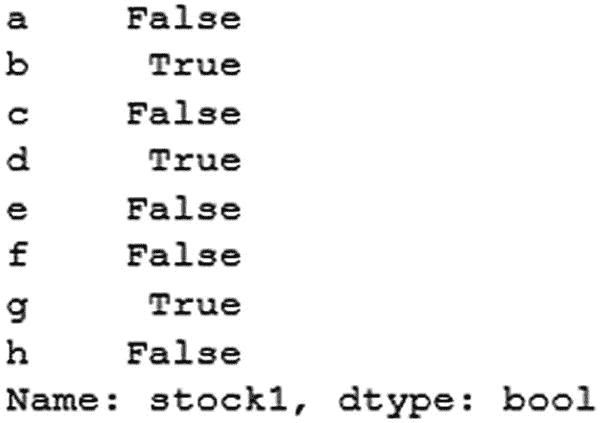 a     False
b      True
c     False
d      True
e     False
f     False
g      True
h     False
Name: stock1, dtype: bool